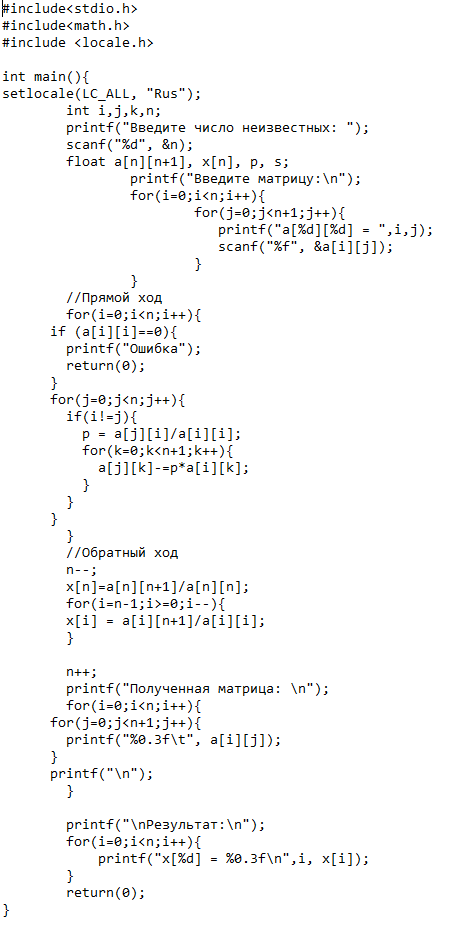 #include<stdio.h>
#include<math.h>
#include <locale.h>

int main(){
setlocale(LC_ALL, "Rus");
        int i,j,k,n;
        printf("Введите число неизвестных: ");
        scanf("%d", &n);
        float a[n][n+1], x[n], p, s;
                printf("Введите матрицу:\n");
                for(i=0;i<n;i++){
                        for(j=0;j<n+1;j++){
                           printf("a[%d][%d] = ",i,j);
                           scanf("%f", &a[i][j]);
                        }
                }
        //Прямой ход
        for(i=0;i<n;i++){
      if (a[i][i]==0){
        printf("Ошибка");
        return(0);
      }
      for(j=0;j<n;j++){
        if(i!=j){
          p = a[j][i]/a[i][i];
          for(k=0;k<n+1;k++){
            a[j][k]-=p*a[i][k];
          }
        }
      }
        }
        //Обратный ход
        n--;
        x[n]=a[n][n+1]/a[n][n];
        for(i=n-1;i>=0;i--){
        x[i] = a[i][n+1]/a[i][i];
        }

        n++;
        printf("Полученная матрица: \n");
        for(i=0;i<n;i++){
      for(j=0;j<n+1;j++){
        printf("%0.3f\t", a[i][j]);
      }
      printf("\n");
        }

        printf("\nРезультат:\n");
        for(i=0;i<n;i++){
            printf("x[%d] = %0.3f\n",i, x[i]);
        }
        return(0);
}